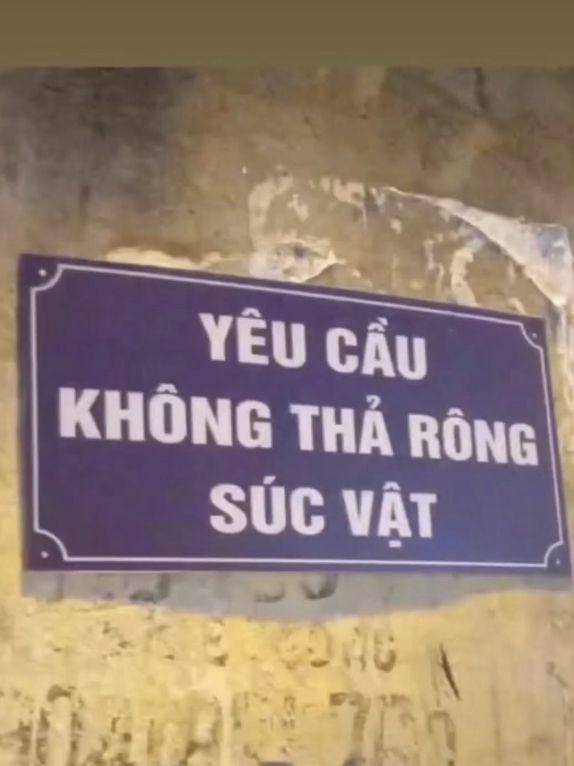 YÊU CẦU
KHÔNG THẢ RÔNG
SÚC VẬT